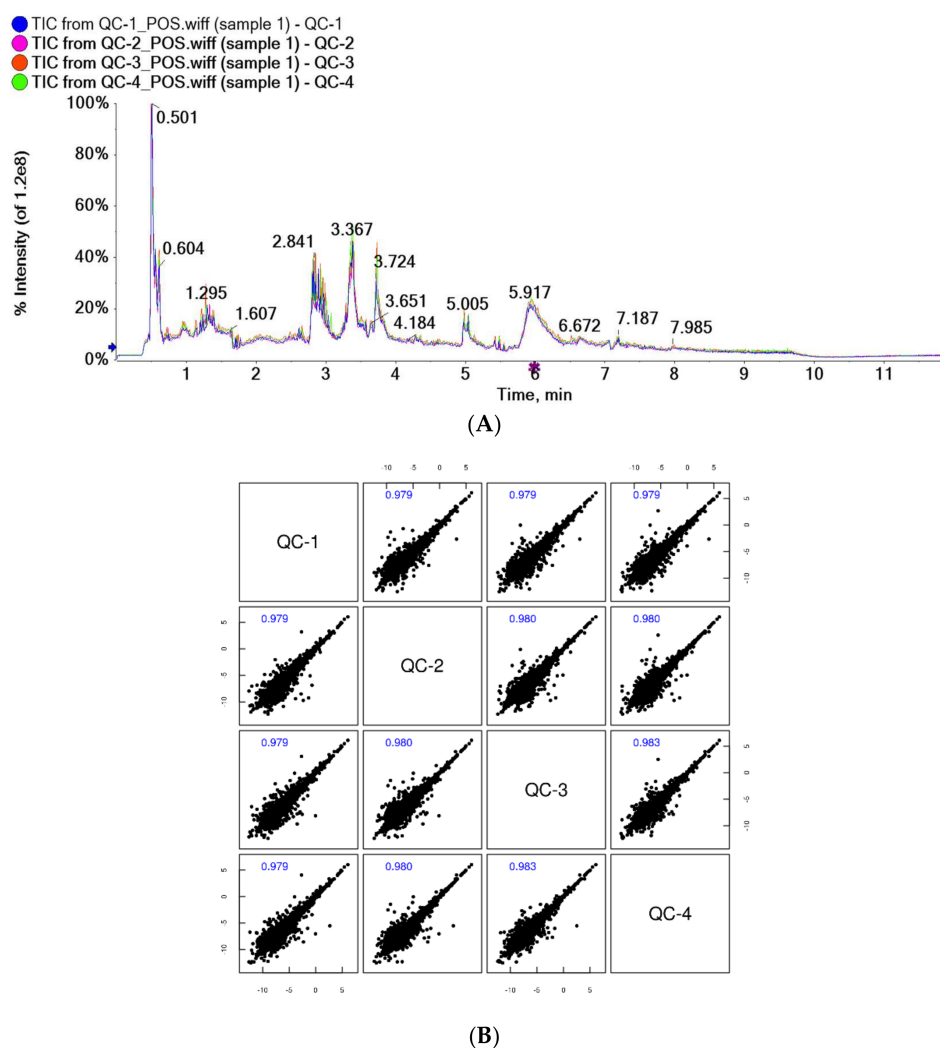 TIC from QC-1_POS.wiff (sample 1) - QC-1
TIC from QC-2_POS.wiff (sample 1) - QC-2
TIC from QC-3_POS.wiff (sample 1) - QC-3
TIC from QC-4_POS.wiff (sample 1) - QC-4
% Intensity (of 1.2e8)
100%
80%
60%
40%
20%
0%
0.501
0.604
1.295
1.607
2.841
3.367
3.724
3.651
4.184
5.005
5.917
6.672
7.187
7.985
1 2 3 4 5 6 7 8 9 10 11
Time, min
(A)
-10 -5 0 5 -10 -5 0 5
QC-1 0.979 0.979 0.979
5 0 -5 -10
0.979 QC-2 0.980 0.980
5 0 -5 -10
0.979 0.980 QC-3 0.983
5 0 -5 -10
0.979 0.980 0.983 QC-4
5 0 -5 -10
-10 -5 0 5 -10 -5 0 5
(B)